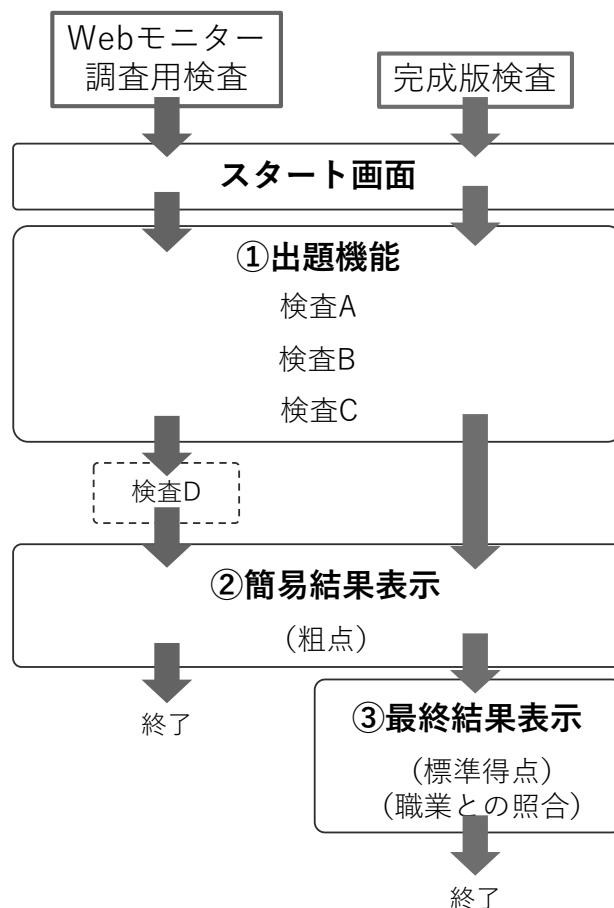 Webモニター
調査用検査
完成版検査
スタート画面
①出題機能
検査A
検査B
検査C
検査D
②簡易結果表示
（粗点）
終了
③最終結果表示
（標準得点）
（職業との照合）
終了